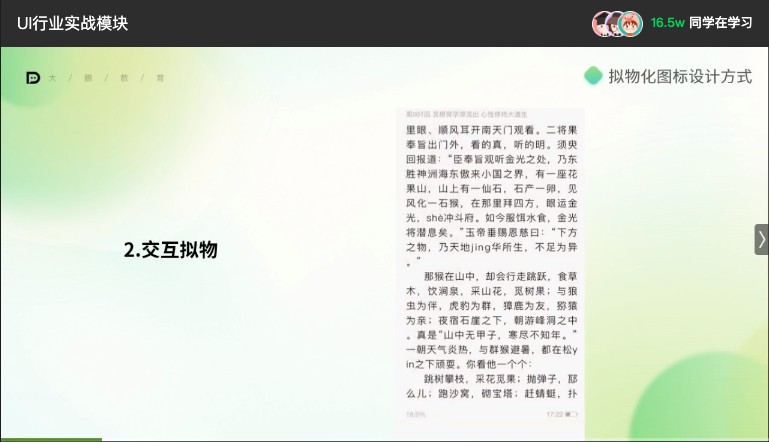 UI行业实战模块
16.5w 同学在学习
大 / 鹏 / 教 / 育
拟物化图标设计方式
第001回 灵根育孕源流出 心性修持大道生
里眼、顺风耳开南天门观看。二将果
奉旨出门外，看的真，听的明。须臾
回报道：“臣奉旨观听金光之处，乃东
胜神洲海东傲来小国之界，有一座花
果山，山上有一仙石，石产一卵，见
风化一石猴，在那里拜四方，眼运金
光，shè冲斗府。如今服饵水食，金光
将潜息矣。”玉帝垂赐恩慈曰：“下方
之物，乃天地jing华所生，不足为异
。”
2.交互拟物
那猴在山中，却会行走跳跃，食草
木，饮涧泉，采山花，觅树果；与狼
虫为伴，虎豹为群，獐鹿为友，猕猿
为亲；夜宿石崖之下，朝游峰洞之中
。真是“山中无甲子，寒尽不知年。”
一朝天气炎热，与群猴避暑，都在松y
in之下顽耍。你看他一个个：
跳树攀枝，采花觅果；抛弹子，邸
么儿；跑沙窝，砌宝塔；赶蜻蜓，扑
16.5%
17:22